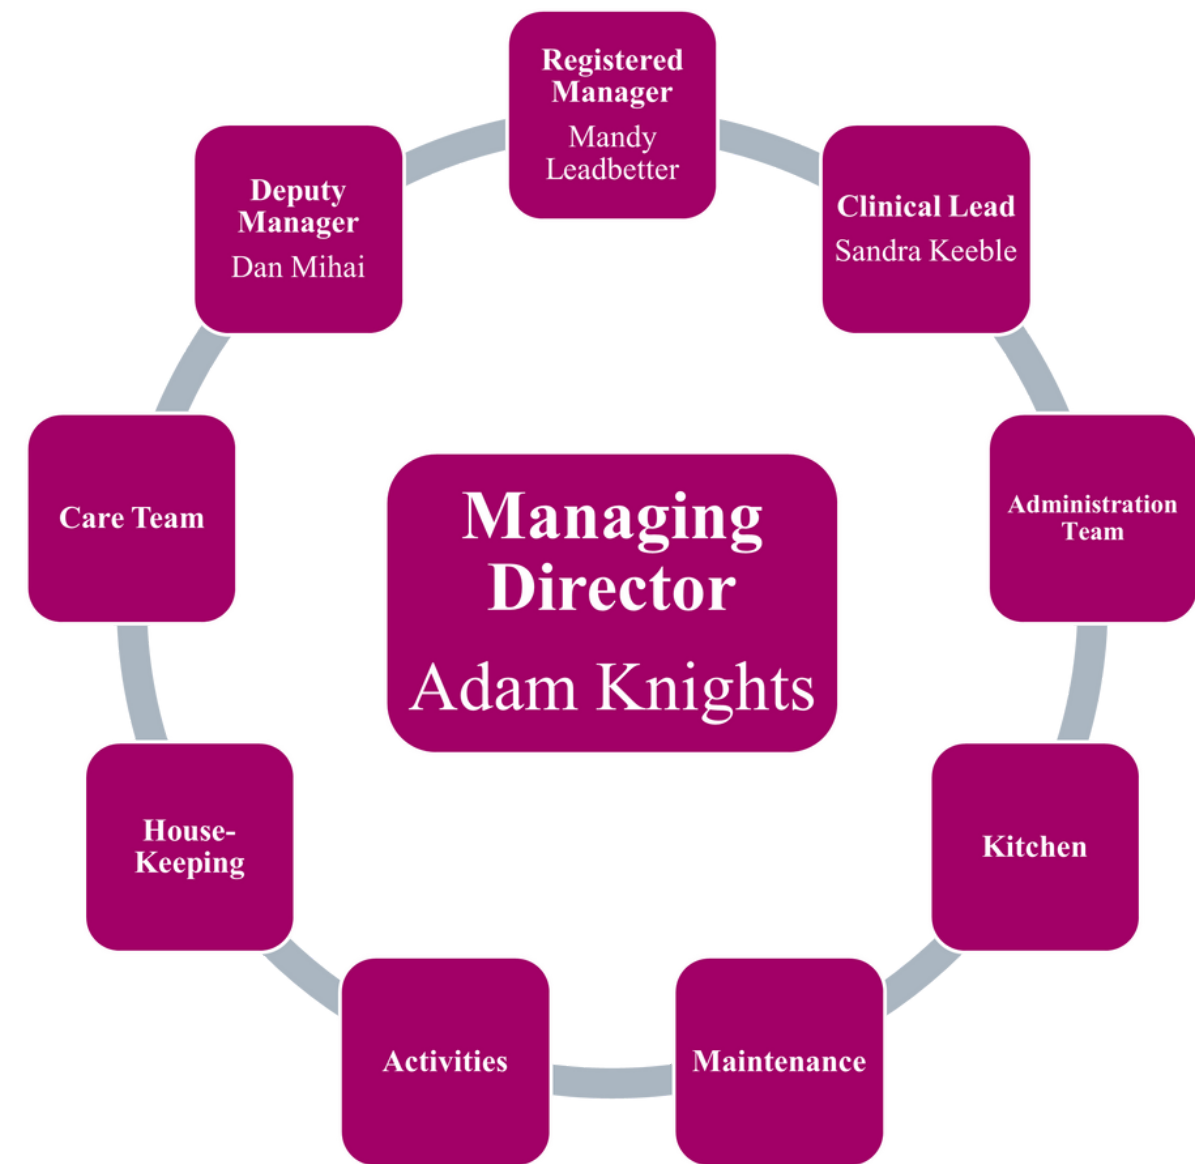 Registered
Manager
Mandy
Leadbetter
Deputy
Manager
Dan Mihai
Clinical Lead
Sandra Keeble
Care Team
Managing
Director
Adam Knights
Administration
Team
House-
Keeping
Kitchen
Activities
Maintenance